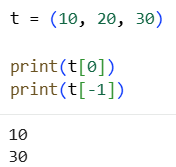 t = (10, 20, 30)
print(t[0])
print(t[-1])
10
30